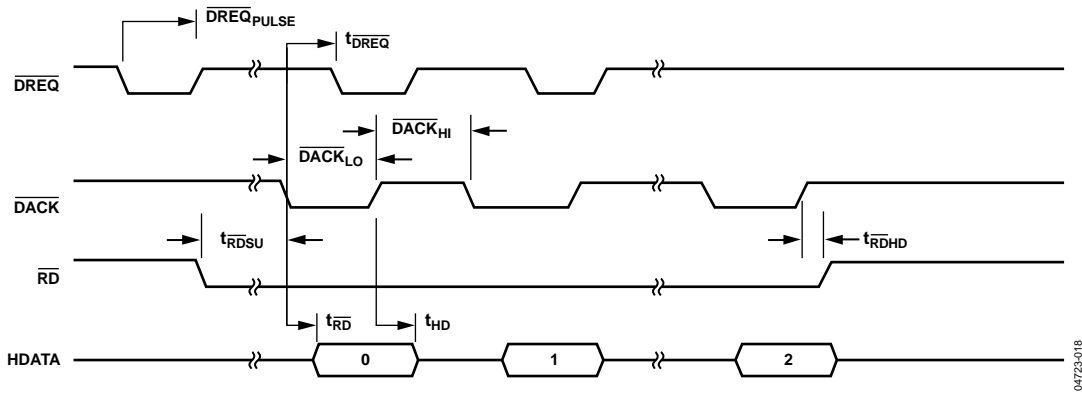 DREQPULSE
tDREQ
DREQ
DACKHI
DACKLO
DACK
tRDSU
tRDHD
RD
tRD
tHD
HDATA
0
1
2
04723-018